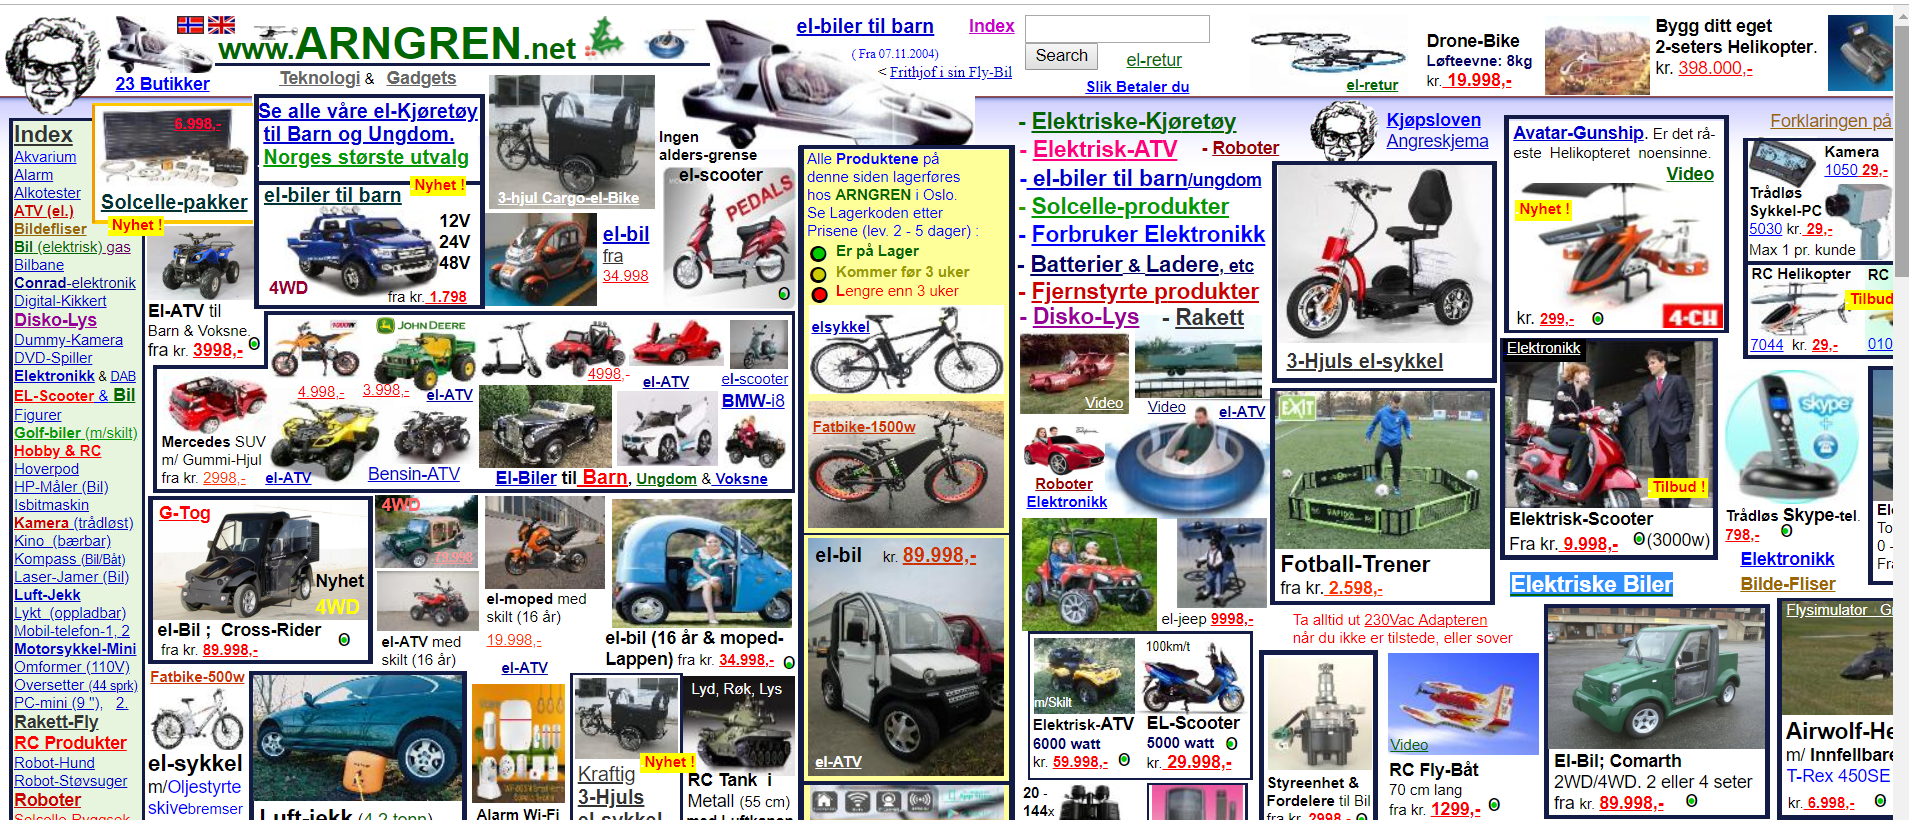 www.ARNGREN.net
23 Butikker
Teknologi & Gadgets
el-biler til barn
( Fra 07.11.2004)
< Frithjof i sin Fly-Bil
Index
Search
el-retur
Slik Betaler du
el-retur
Drone-Bike
Løfteevne: 8kg
kr. 19.998,-
Bygg ditt eget
2-seters Helikopter.
kr. 398.000,-
Index
Akvarium
Alarm
Alkotester
ATV (el.)
Bildefliser
Bil (elektrisk) gas
Bilbane
Conrad-elektronik
Digital-Kikkert
Disko-Lys
Dummy-Kamera
DVD-Spiller
Elektronikk & DAB
EL-Scooter & Bil
Figurer
Golf-biler (m/skilt)
Hobby & RC
Hoverpod
HP-Måler (Bil)
Isbitmaskin
Kamera (trådløst)
Kino (bærbar)
Kompass (Bil/Båt)
Laser-Jamer (Bil)
Luft-Jekk
Lykt (oppladbar)
Mobil-telefon-1, 2
Motorsykkel-Mini
Omformer (110V)
Oversetter (44 sprk)
PC-mini (9 "), 2.
Rakett-Fly
RC Produkter
Robot-Hund
Robot-Støvsuger
Roboter
Solcelle-Ryggsek
6.998,-
Solcelle-pakker
Nyhet !
El-ATV til
Barn & Voksne.
fra kr. 3998,-
Se alle våre el-Kjøretøy
til Barn og Ungdom.
Norges største utvalg
el-biler til barn
Nyhet !
12V
24V
48V
4WD
fra kr. 1.798
3-hjul Cargo-el-Bike
el-bil
fra
34.998
Ingen
alders-grense
el-scooter
PEDALS
1000W
JOHN DEERE
4.998,-
3.998,-
el-ATV
4998,-
el-ATV
el-scooter
BMW-i8
Mercedes SUV
m/ Gummi-Hjul
fra kr. 2998,-
el-ATV
Bensin-ATV
El-Biler til Barn, Ungdom & Voksne
G-Tog
Nyhet
4WD
el-Bil ; Cross-Rider
fra kr. 89.998,-
4WD
79.998
el-ATV med
skilt (16 år)
el-moped med
skilt (16 år)
19.998,-
el-ATV
el-bil (16 år & moped-
Lappen) fra kr. 34.998,-
Fatbike-500w
el-sykkel
m/Oljestyrte
skivebremser
Luft-jekk (4,2 tonn)
Alarm Wi-Fi
Kraftig
3-Hjuls
el-sykkel
Nyhet !
Lyd, Røk, Lys
RC Tank i
Metall (55 cm)
med Luftkanon
Alle Produktene på
denne siden lagerføres
hos ARNGREN i Oslo.
Se Lagerkoden etter
Prisene (lev. 2 - 5 dager) :
Er på Lager
Kommer før 3 uker
Lengre enn 3 uker
elsykkel
Fatbike-1500w
el-bil kr. 89.998,-
el-ATV
- Elektriske-Kjøretøy
- Elektrisk-ATV - Roboter
- el-biler til barn/ungdom
- Solcelle-produkter
- Forbruker Elektronikk
- Batterier & Ladere, etc
- Fjernstyrte produkter
- Disko-Lys - Rakett
Video
Video
el-ATV
Roboter
Elektronikk
el-jeep 9998,-
m/Skilt
Elektrisk-ATV
6000 watt
kr. 59.998,-
100km/t
EL-Scooter
5000 watt
kr. 29.998,-
20 -
144x
Kjøpsloven
Angreskjema
3-Hjuls el-sykkel
EXIT
RAPIDO
Fotball-Trener
fra kr. 2.598,-
Ta alltid ut 230Vac Adapteren
når du ikke er tilstede, eller sover
Styreenhet &
Fordelere til Bil
fra kr. 2998,-
Video
RC Fly-Båt
70 cm lang
fra kr. 1299,-
Avatar-Gunship. Er det rå-
este Helikopteret noensinne.
Video
Nyhet !
kr. 299,-
4-CH
Elektronikk
Tilbud !
Elektrisk-Scooter
Fra kr. 9.998,- (3000w)
Elektriske Biler
El-Bil; Comarth
2WD/4WD. 2 eller 4 seter
fra kr. 89.998,-
Forklaringen på
Kamera
1050 29,-
Trådløs
Sykkel-PC
5030 kr. 29,-
Max 1 pr. kunde
RC Helikopter
RC
Tilbud !
7044 kr. 29,-
010
skype
Trådløs Skype-tel.
798,-
Elektronikk
Bilde-Fliser
El
To
0 -
Fra
Flysimulator
Airwolf-He
m/ Innfellbare
T-Rex 450SE
kr. 6.998,-